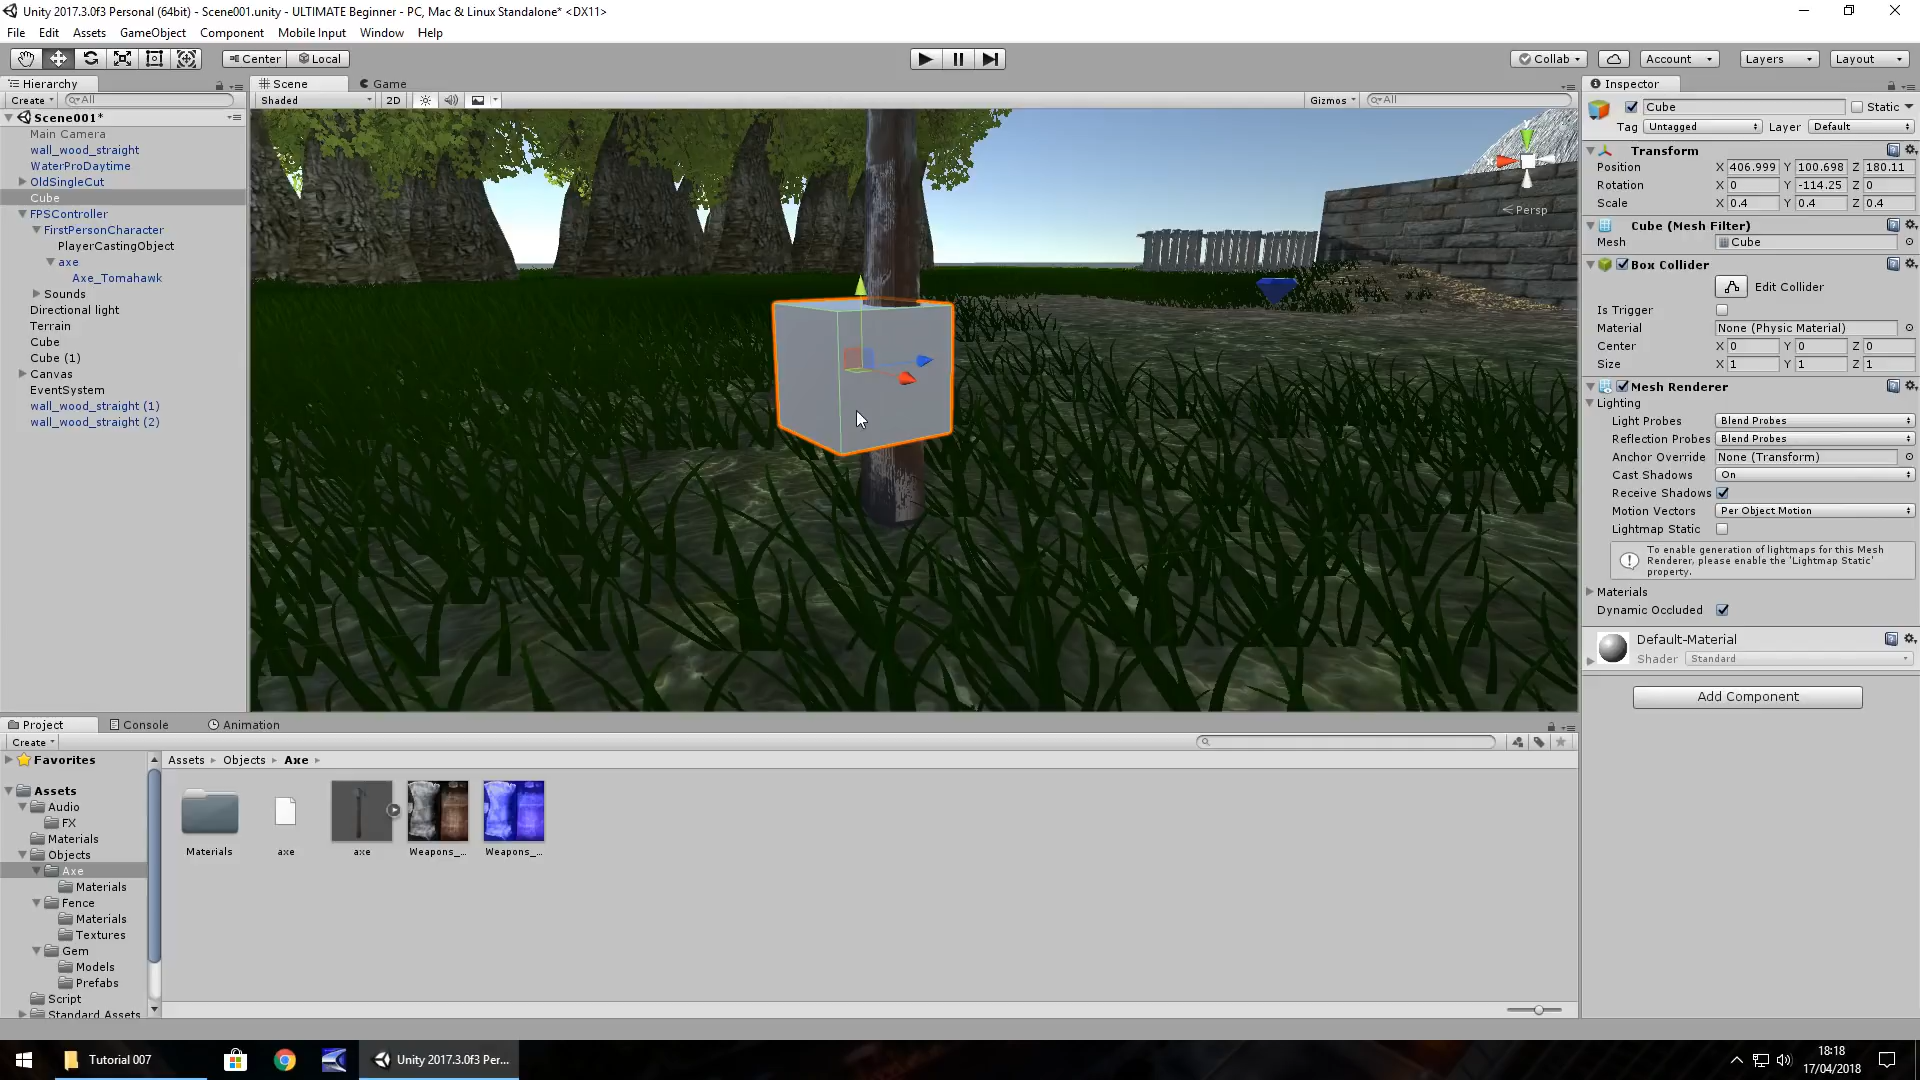 Unity 2017.3.0f3 Personal (64bit) - Scene001.unity - ULTIMATE Beginner - PC, Mac & Linux Standalone* <DX11>
File Edit Assets GameObject Component Mobile Input Window Help
Center Local Collab Account Layers Layout
Hierarchy
Create All
Scene001*
Main Camera
wall_wood_straight
WaterProDaytime
OldSingleCut
Cube
FPSController
FirstPersonCharacter
PlayerCastingObject
axe
Axe_Tomahawk
Sounds
Directional light
Terrain
Cube
Cube (1)
Canvas
EventSystem
wall_wood_straight (1)
wall_wood_straight (2)
Scene Game
Shaded 2D Gizmos All
y
x
Persp
Inspector
Cube Static
Tag Untagged Layer Default
Transform
Position X 406.999 Y 100.698 Z 180.11
Rotation X 0 Y -114.25 Z 0
Scale X 0.4 Y 0.4 Z 0.4
Cube (Mesh Filter)
Mesh Cube
Box Collider
Edit Collider
Is Trigger
Material None (Physic Material)
Center X 0 Y 0 Z 0
Size X 1 Y 1 Z 1
Mesh Renderer
Lighting
Light Probes Blend Probes
Reflection Probes Blend Probes
Anchor Override None (Transform)
Cast Shadows On
Receive Shadows
Motion Vectors Per Object Motion
Lightmap Static
To enable generation of lightmaps for this Mesh
Renderer, please enable the 'Lightmap Static'
property.
Materials
Dynamic Occluded
Default-Material
Shader Standard
Add Component
Project Console Animation
Create
Favorites
Assets
Audio
FX
Materials
Objects
Axe
Materials
Fence
Materials
Textures
Gem
Models
Prefabs
Script
Standard Assets
Assets Objects Axe
Materials axe axe Weapons_... Weapons_...
Tutorial 007
Unity 2017.3.0f3 Per...
18:18
17/04/2018